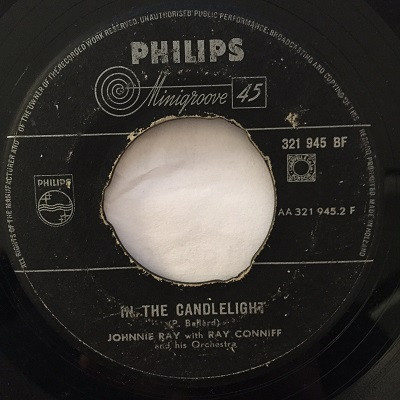 ALL RIGHTS OF THE MANUFACTURER AND OF THE OWNER OF THE RECORDED WORK RESERVED. UNAUTHORISED PUBLIC PERFORMANCE, BROADCASTING AND COPYING OF THIS RECORD PROHIBITED MADE IN HOLLAND
PHILIPS
Minigroove 45
321 945 BF
PHILIPS
AA 321 945.2 F
IN THE CANDLELIGHT
(P. Ballard)
JOHNNIE RAY with RAY CONNIFF
and his Orchestra